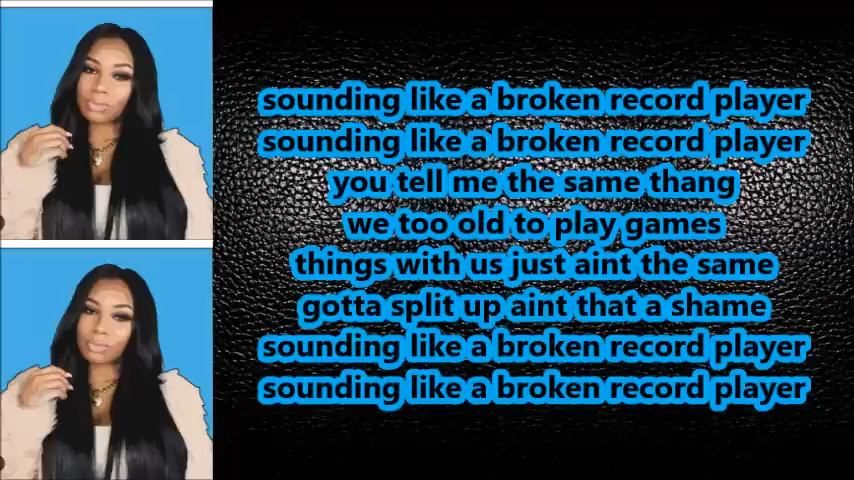 sounding like a broken record player
sounding like a broken record player
you tell me the same thang
we too old to play games
things with us just aint the same
gotta split up aint that a shame
sounding like a broken record player
sounding like a broken record player